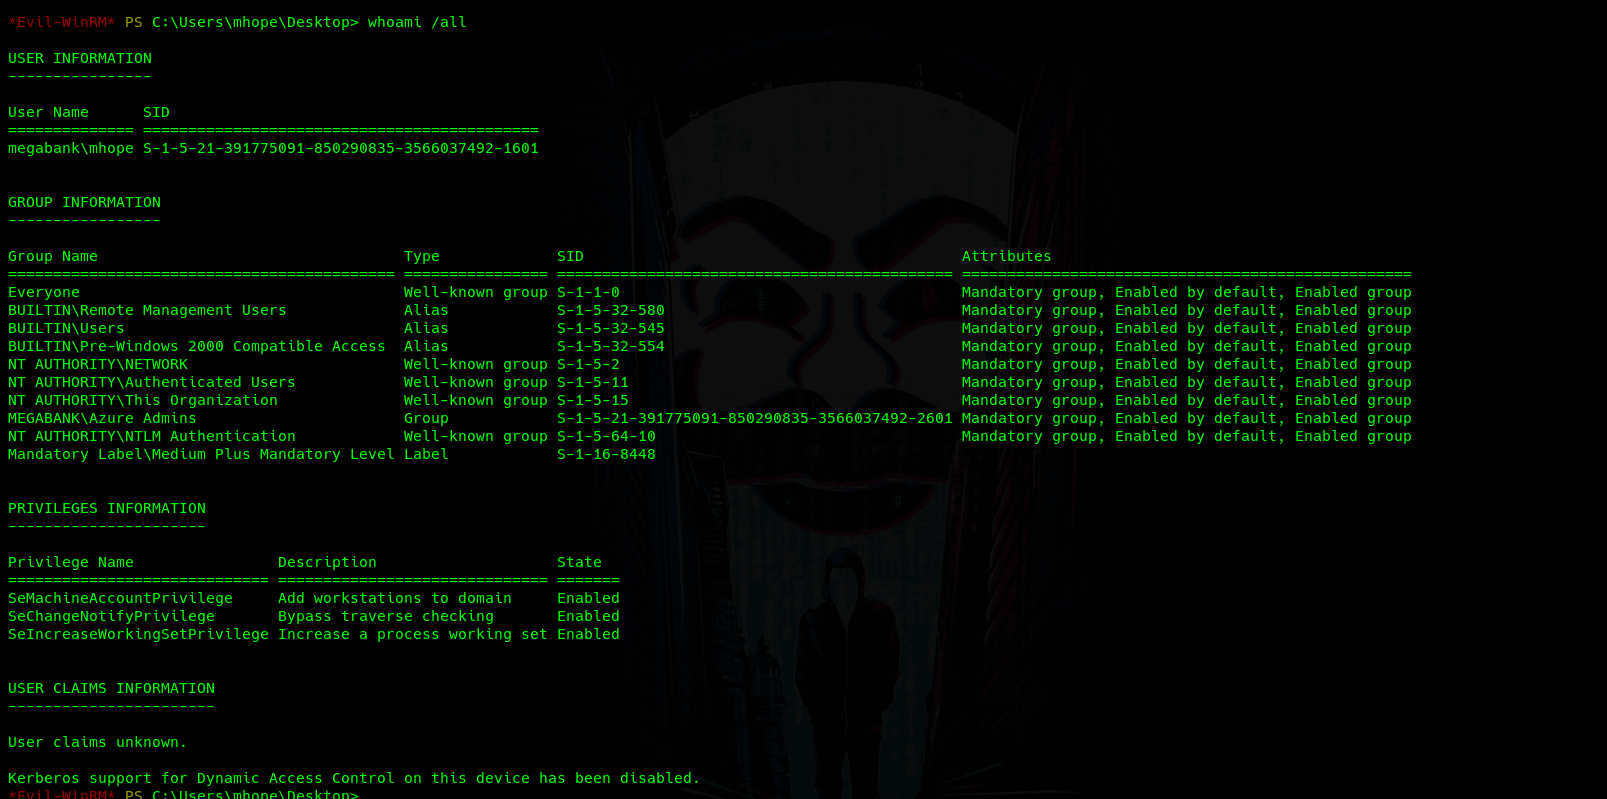 *Evil-WinRM* PS C:\Users\mhope\Desktop> whoami /all
USER INFORMATION
----------------
User Name      SID
============== ============================================
megabank\mhope S-1-5-21-391775091-850290835-3566037492-1601
GROUP INFORMATION
-----------------
Group Name                                  Type             SID                                          Attributes
=========================================== ================ ============================================ ==================================================
Everyone                                    Well-known group S-1-1-0                                      Mandatory group, Enabled by default, Enabled group
BUILTIN\Remote Management Users             Alias            S-1-5-32-580                                 Mandatory group, Enabled by default, Enabled group
BUILTIN\Users                               Alias            S-1-5-32-545                                 Mandatory group, Enabled by default, Enabled group
BUILTIN\Pre-Windows 2000 Compatible Access  Alias            S-1-5-32-554                                 Mandatory group, Enabled by default, Enabled group
NT AUTHORITY\NETWORK                        Well-known group S-1-5-2                                      Mandatory group, Enabled by default, Enabled group
NT AUTHORITY\Authenticated Users            Well-known group S-1-5-11                                     Mandatory group, Enabled by default, Enabled group
NT AUTHORITY\This Organization              Well-known group S-1-5-15                                     Mandatory group, Enabled by default, Enabled group
MEGABANK\Azure Admins                       Group            S-1-5-21-391775091-850290835-3566037492-2601 Mandatory group, Enabled by default, Enabled group
NT AUTHORITY\NTLM Authentication            Well-known group S-1-5-64-10                                  Mandatory group, Enabled by default, Enabled group
Mandatory Label\Medium Plus Mandatory Level Label            S-1-16-8448
PRIVILEGES INFORMATION
----------------------
Privilege Name                Description                    State
============================= ============================== =======
SeMachineAccountPrivilege     Add workstations to domain     Enabled
SeChangeNotifyPrivilege       Bypass traverse checking       Enabled
SeIncreaseWorkingSetPrivilege Increase a process working set Enabled
USER CLAIMS INFORMATION
-----------------------
User claims unknown.
Kerberos support for Dynamic Access Control on this device has been disabled.
*Evil-WinRM* PS C:\Users\mhope\Desktop>